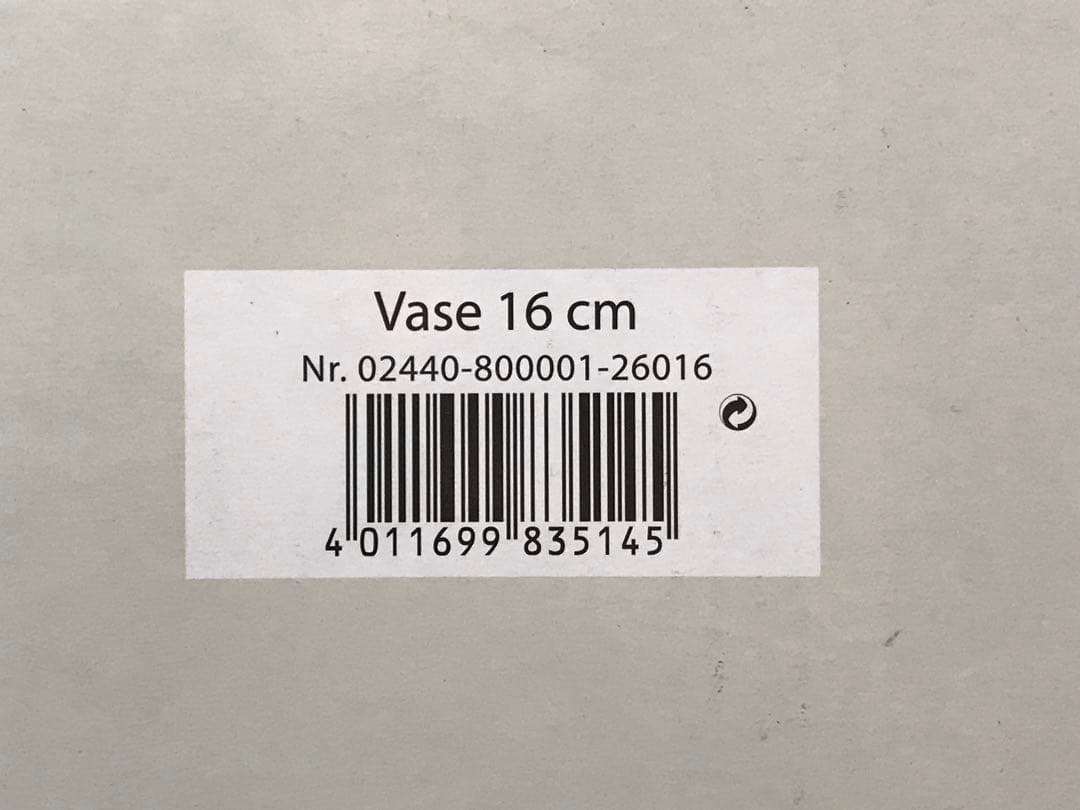 Vase 16 cm
Nr. 02440-800001-26016
4 011699 835145